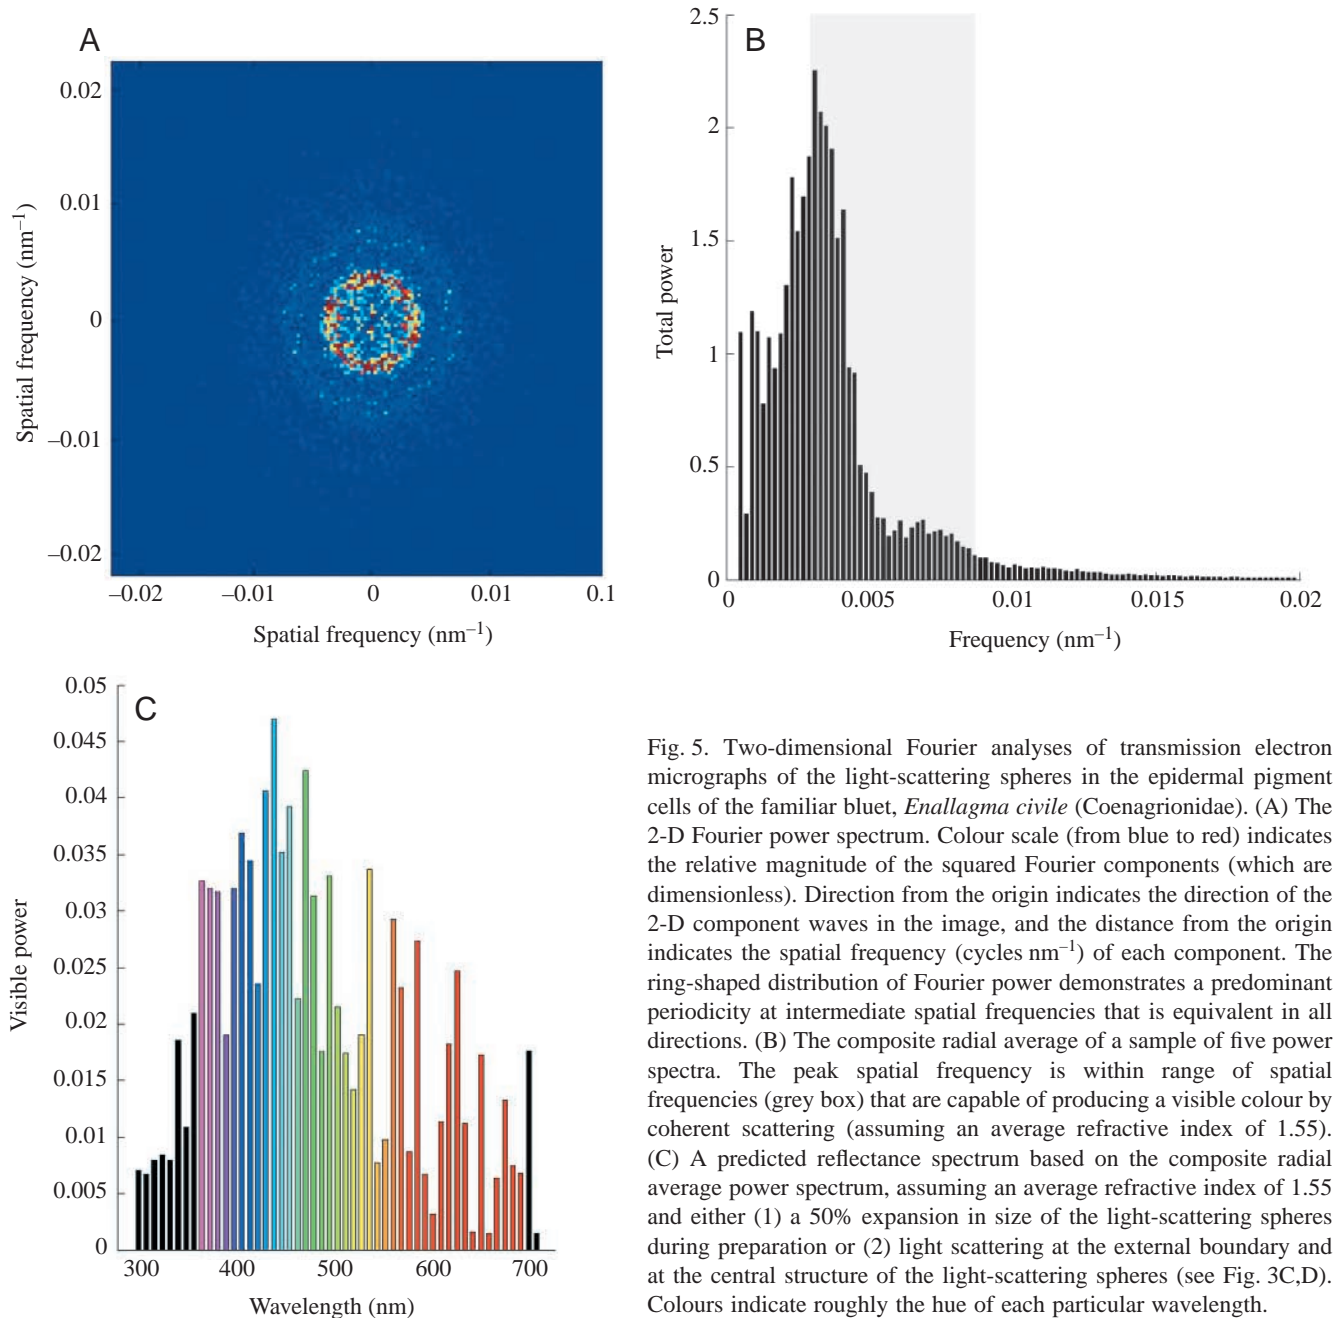 A
0.02
0.01
0
–0.01
–0.02
Spatial frequency (nm–1)
–0.02 –0.01 0 0.01 0.1
Spatial frequency (nm–1)
B
2.5
2
1.5
1
0.5
0
Total power
0 0.005 0.01 0.015 0.02
Frequency (nm–1)
C
0.05
0.045
0.04
0.035
0.03
0.025
0.02
0.015
0.01
0.005
0
Visible power
300 400 500 600 700
Wavelength (nm)
Fig. 5. Two-dimensional Fourier analyses of transmission electron
micrographs of the light-scattering spheres in the epidermal pigment
cells of the familiar bluet, Enallagma civile (Coenagrionidae). (A) The
2-D Fourier power spectrum. Colour scale (from blue to red) indicates
the relative magnitude of the squared Fourier components (which are
dimensionless). Direction from the origin indicates the direction of the
2-D component waves in the image, and the distance from the origin
indicates the spatial frequency (cycles nm–1) of each component. The
ring-shaped distribution of Fourier power demonstrates a predominant
periodicity at intermediate spatial frequencies that is equivalent in all
directions. (B) The composite radial average of a sample of five power
spectra. The peak spatial frequency is within range of spatial
frequencies (grey box) that are capable of producing a visible colour by
coherent scattering (assuming an average refractive index of 1.55).
(C) A predicted reflectance spectrum based on the composite radial
average power spectrum, assuming an average refractive index of 1.55
and either (1) a 50% expansion in size of the light-scattering spheres
during preparation or (2) light scattering at the external boundary and
at the central structure of the light-scattering spheres (see Fig. 3C,D).
Colours indicate roughly the hue of each particular wavelength.